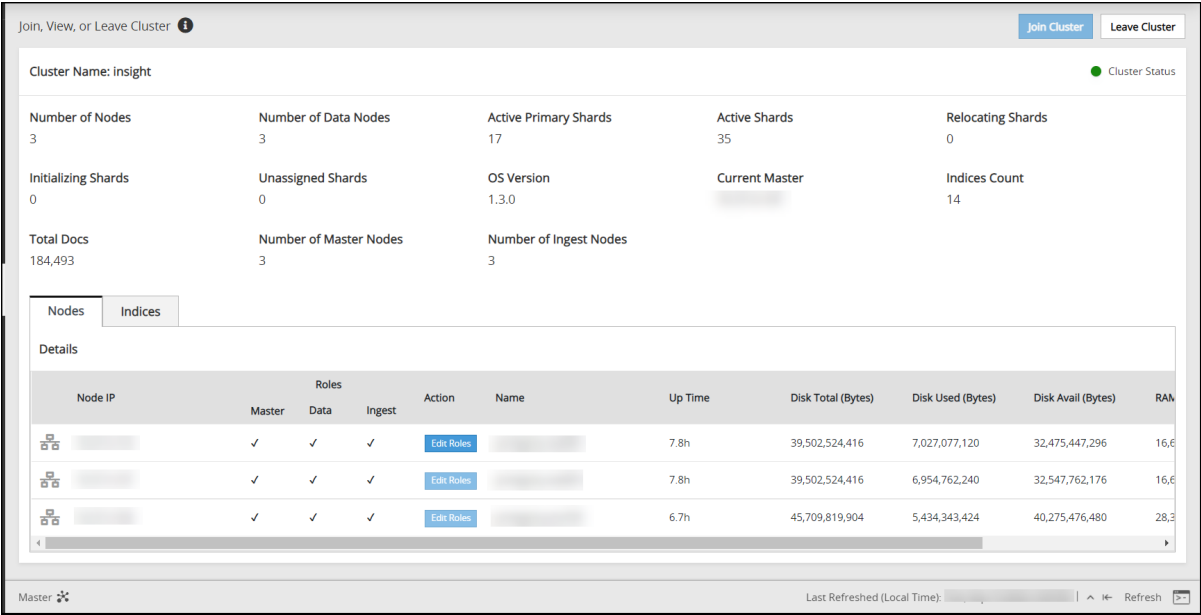 Join, View, or Leave Cluster
Join Cluster
Leave Cluster
Cluster Name: insight
Cluster Status
Number of Nodes
Number of Data Nodes
Active Primary Shards
Active Shards
Relocating Shards
3
3
17
35
0
Initializing Shards
Unassigned Shards
OS Version
Current Master
Indices Count
0
0
1.3.0
14
Total Docs
Number of Master Nodes
Number of Ingest Nodes
184,493
3
3
Nodes
Indices
Details
Node IP
Roles
Master
Data
Ingest
Action
Name
Up Time
Disk Total (Bytes)
Disk Used (Bytes)
Disk Avail (Bytes)
RAM
✓ ✓ ✓ Edit Roles 7.8h 39,502,524,416 7,027,077,120 32,475,447,296 16,6
✓ ✓ ✓ Edit Roles 7.8h 39,502,524,416 6,954,762,240 32,547,762,176 16,6
✓ ✓ ✓ Edit Roles 6.7h 45,709,819,904 5,434,343,424 40,275,476,480 28,3
Master
Last Refreshed (Local Time):
Refresh